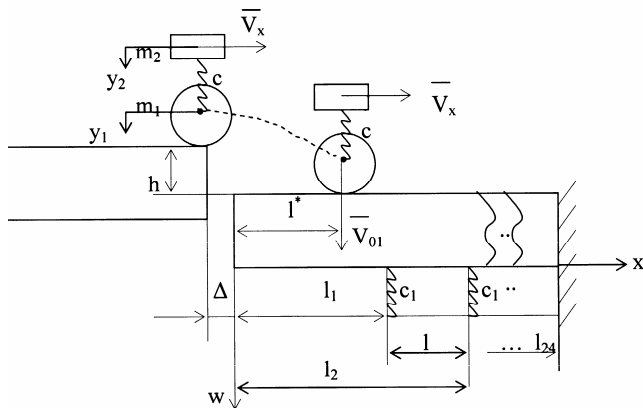 V̅x
m2
y2
c
m1
y1
V̅x
c
h
l*
V̅01
x
Δ
l1
c1
c1 ..
..
l
... l24
l2
w